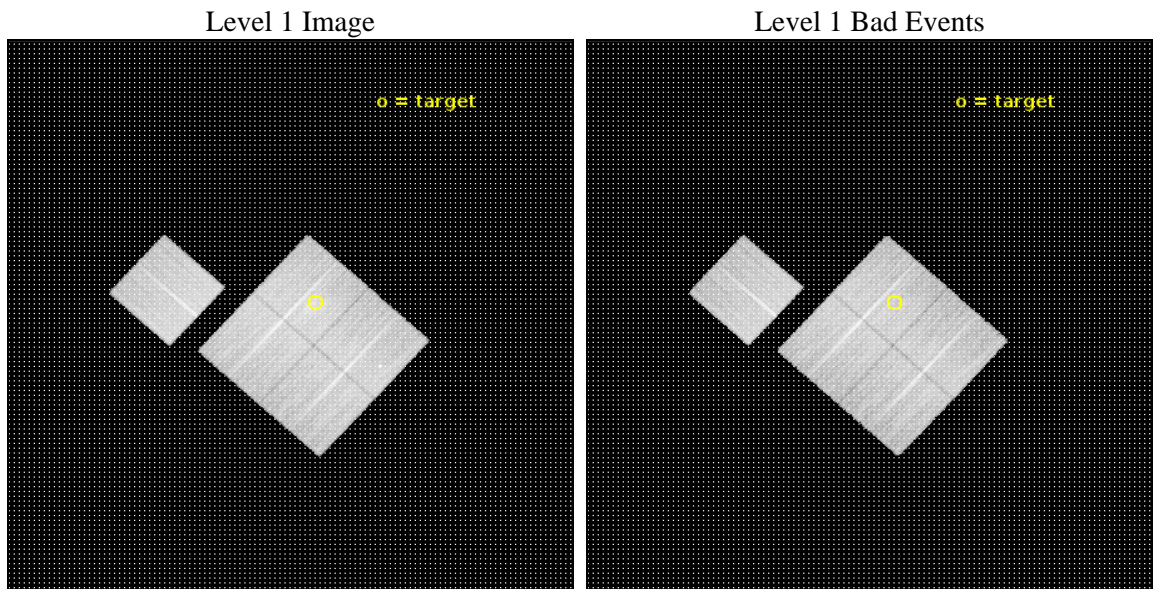 Level 1 Image
Level 1 Bad Events
o = target
o = target